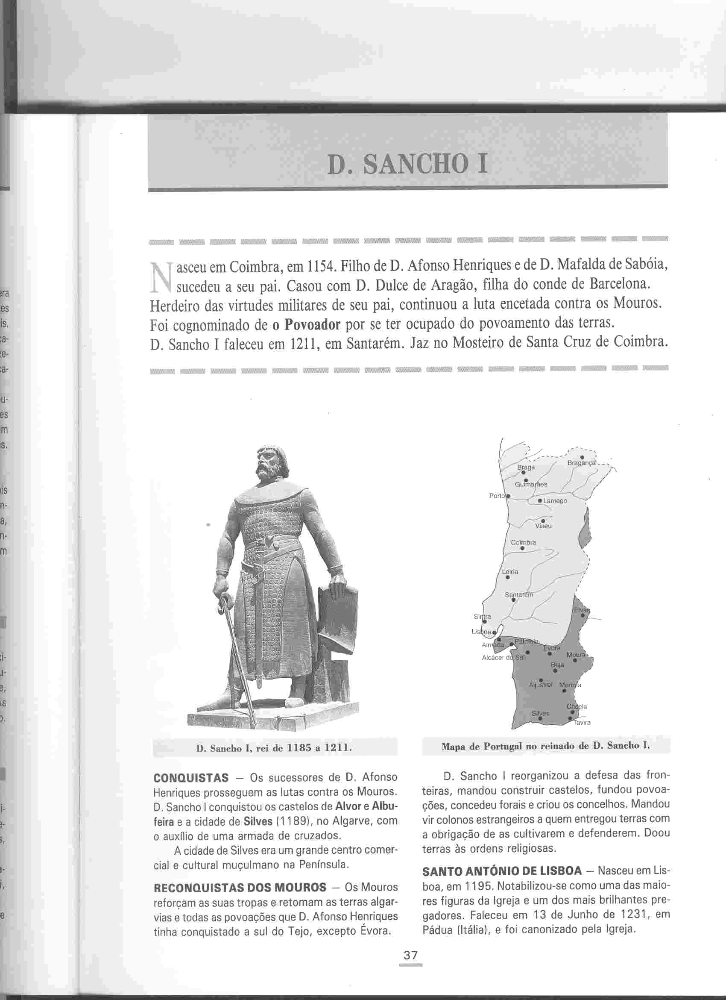 D. SANCHO I
Nasceu em Coimbra, em 1154. Filho de D. Afonso Henriques e de D. Mafalda de Sabóia,
sucedeu a seu pai. Casou com D. Dulce de Aragão, filha do conde de Barcelona.
Herdeiro das virtudes militares de seu pai, continuou a luta encetada contra os Mouros.
Foi cognominado de o Povoador por se ter ocupado do povoamento das terras.
D. Sancho I faleceu em 1211, em Santarém. Jaz no Mosteiro de Santa Cruz de Coimbra.
Braga
Bragança
Guimarães
Porto
Lamego
Viseu
Coimbra
Leiria
Santarém
Elvas
Sintra
Lisboa
Almada
Palmela
Évora
Alcácer do Sal
Moura
Beja
Aljustrel
Mértola
Cacela
Silves
Tavira
D. Sancho I, rei de 1185 a 1211.
Mapa de Portugal no reinado de D. Sancho I.
CONQUISTAS — Os sucessores de D. Afonso
Henriques prosseguem as lutas contra os Mouros.
D. Sancho I conquistou os castelos de Alvor e Albu-
feira e a cidade de Silves (1189), no Algarve, com
o auxílio de uma armada de cruzados.
A cidade de Silves era um grande centro comer-
cial e cultural muçulmano na Península.
RECONQUISTAS DOS MOUROS — Os Mouros
reforçam as suas tropas e retomam as terras algar-
vias e todas as povoações que D. Afonso Henriques
tinha conquistado a sul do Tejo, excepto Évora.
D. Sancho I reorganizou a defesa das fron-
teiras, mandou construir castelos, fundou povoa-
ções, concedeu forais e criou os concelhos. Mandou
vir colonos estrangeiros a quem entregou terras com
a obrigação de as cultivarem e defenderem. Doou
terras às ordens religiosas.
SANTO ANTÓNIO DE LISBOA — Nasceu em Lis-
boa, em 1195. Notabilizou-se como uma das maio-
res figuras da Igreja e um dos mais brilhantes pre-
gadores. Faleceu em 13 de Junho de 1231, em
Pádua (Itália), e foi canonizado pela Igreja.
37